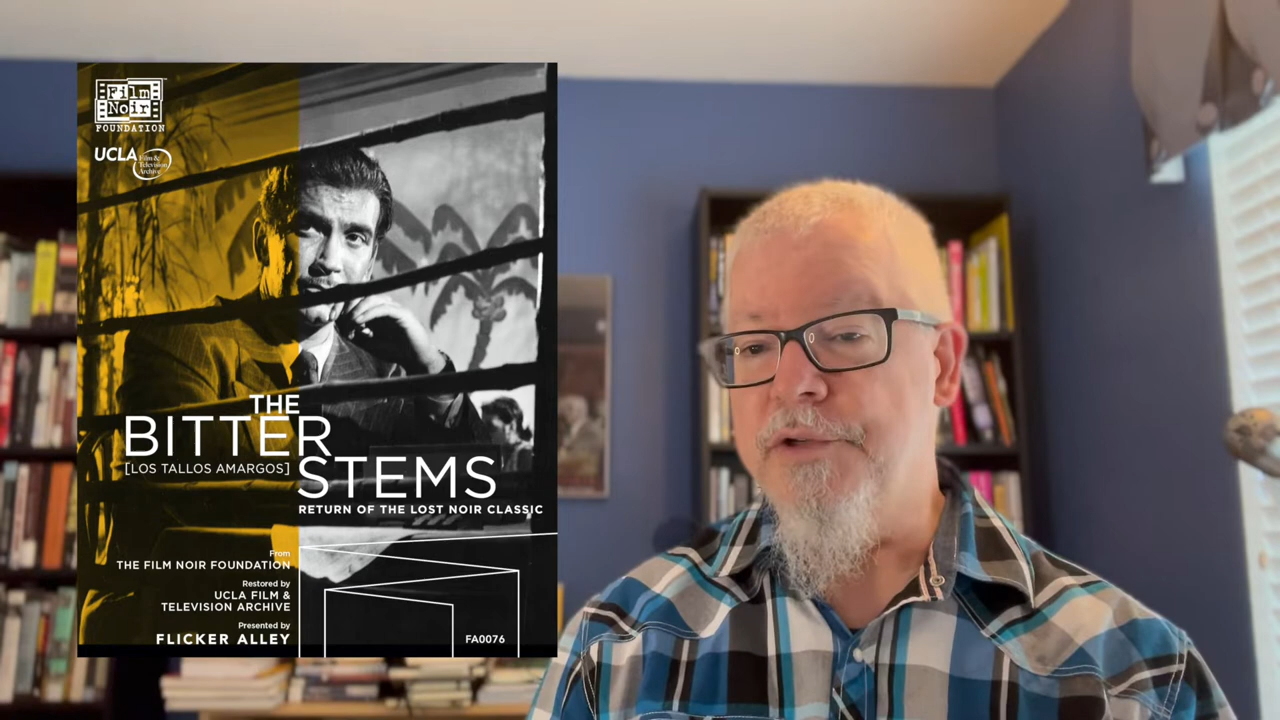 Film
Noir
FOUNDATION
UCLA Film &
Television
Archive
THE
BITTER
[LOS TALLOS AMARGOS]
STEMS
RETURN OF THE LOST NOIR CLASSIC
From
THE FILM NOIR FOUNDATION
Restored by
UCLA FILM &
TELEVISION ARCHIVE
Presented by
FLICKER ALLEY
FA0076